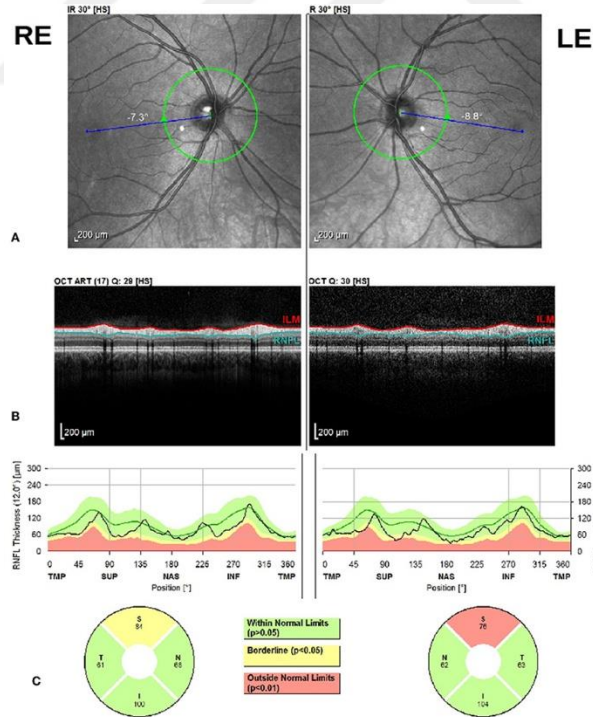 IR 30° [HS]
R 30° [HS]
RE
LE
-7.3°
-8.8°
200 µm
200 µm
A
OCT ART (17) Q: 29 [HS]
OCT Q: 30 [HS]
ILM
RNFL
ILM
RNFL
200 µm
200 µm
B
RNFL Thickness (12.0°) [µm]
300
240
180
120
60
0
300
240
180
120
60
0
0 45 90 135 180 225 270 315 360
0 45 90 135 180 225 270 315 360
TMP SUP NAS INF TMP
TMP SUP NAS INF TMP
Position [°]
Position [°]
S
T
61
N
I
100
Within Normal Limits
(p>0.05)
Borderline (p<0.05)
Outside Normal Limits
(p<0.01)
S
N
62
T
63
I
104
C